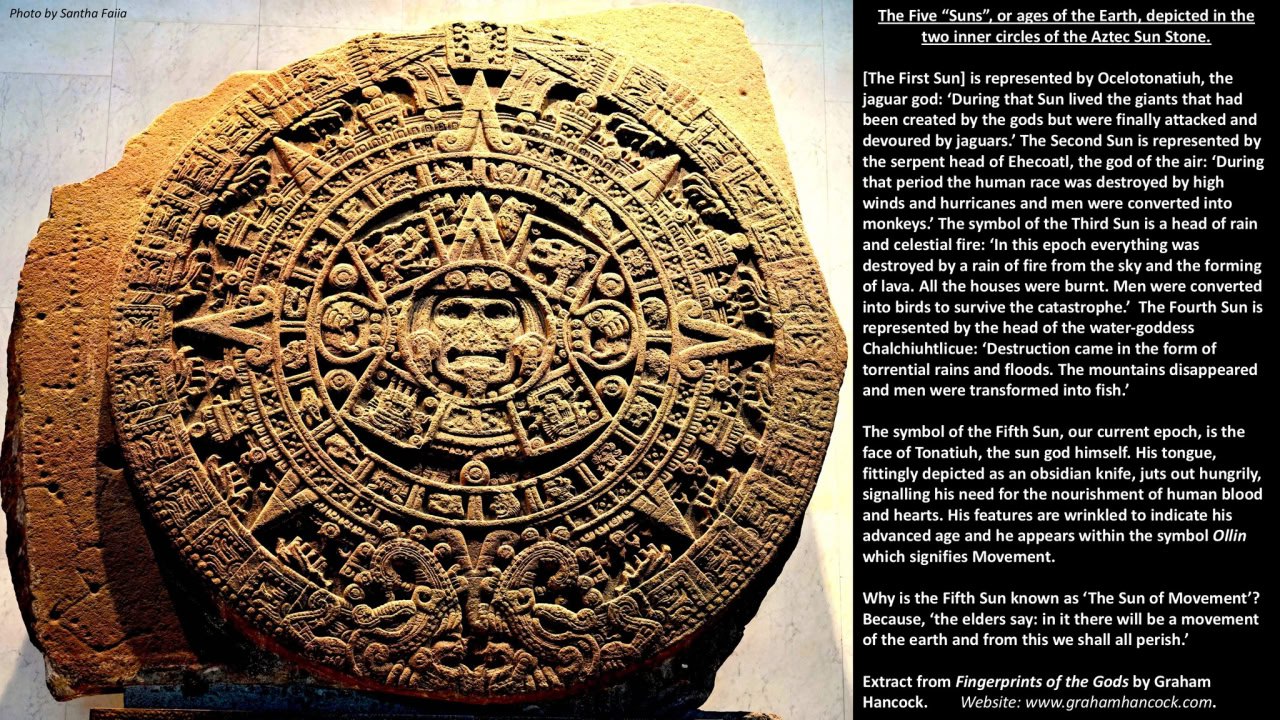 Photo by Santha Faiia
The Five “Suns”, or ages of the Earth, depicted in the
two inner circles of the Aztec Sun Stone.
[The First Sun] is represented by Ocelotonatiuh, the
jaguar god: ‘During that Sun lived the giants that had
been created by the gods but were finally attacked and
devoured by jaguars.’ The Second Sun is represented by
the serpent head of Ehecoatl, the god of the air: ‘During
that period the human race was destroyed by high
winds and hurricanes and men were converted into
monkeys.’ The symbol of the Third Sun is a head of rain
and celestial fire: ‘In this epoch everything was
destroyed by a rain of fire from the sky and the forming
of lava. All the houses were burnt. Men were converted
into birds to survive the catastrophe.’ The Fourth Sun is
represented by the head of the water-goddess
Chalchiuhtlicue: ‘Destruction came in the form of
torrential rains and floods. The mountains disappeared
and men were transformed into fish.’
The symbol of the Fifth Sun, our current epoch, is the
face of Tonatiuh, the sun god himself. His tongue,
fittingly depicted as an obsidian knife, juts out hungrily,
signalling his need for the nourishment of human blood
and hearts. His features are wrinkled to indicate his
advanced age and he appears within the symbol Ollin
which signifies Movement.
Why is the Fifth Sun known as ‘The Sun of Movement’?
Because, ‘the elders say: in it there will be a movement
of the earth and from this we shall all perish.’
Extract from Fingerprints of the Gods by Graham
Hancock. Website: www.grahamhancock.com.